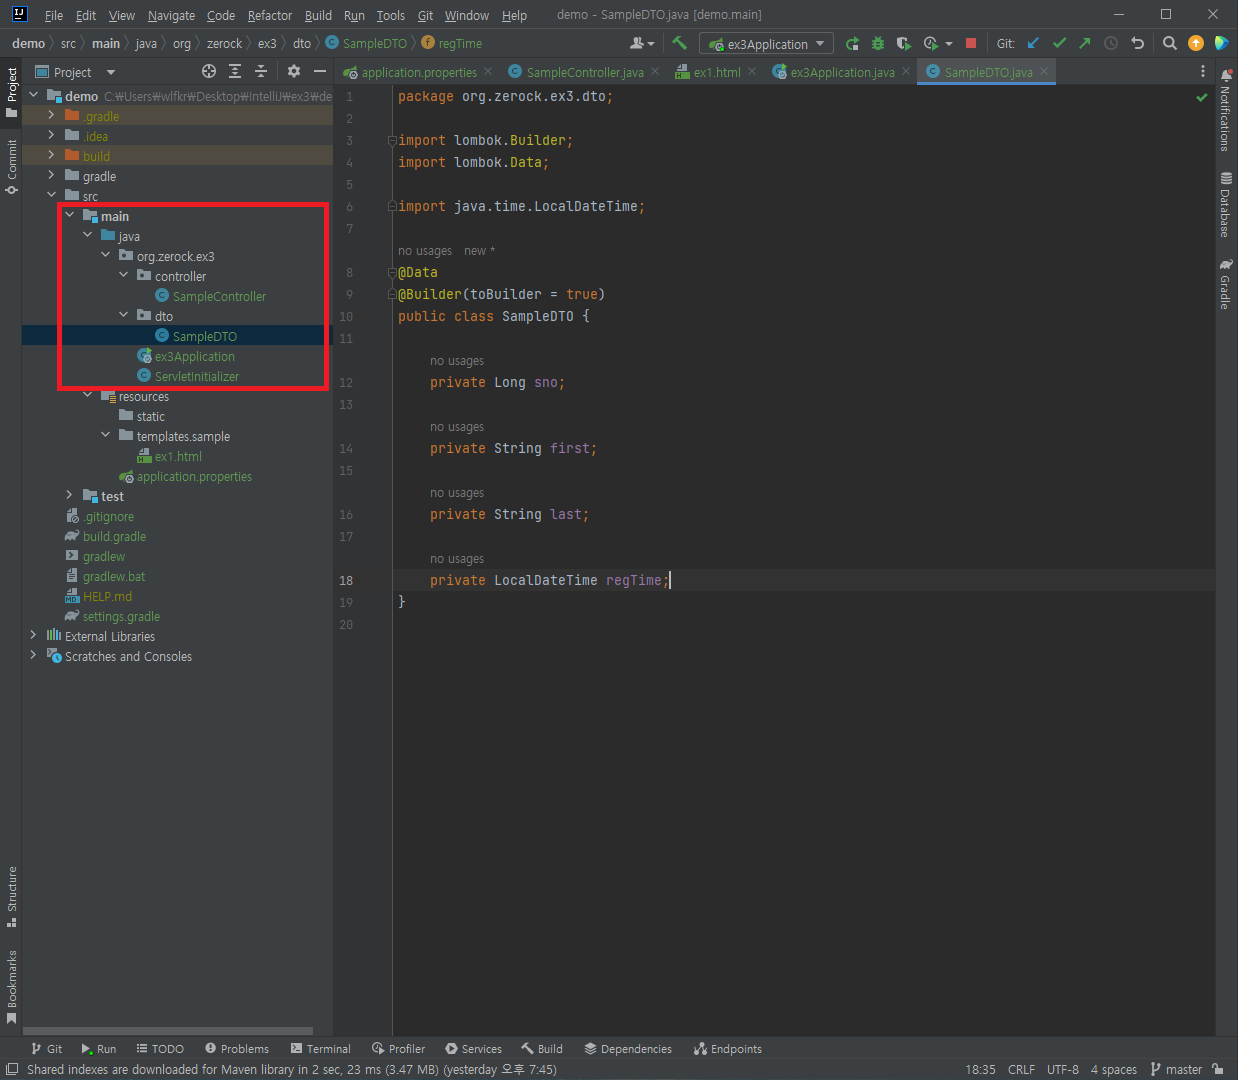 File Edit View Navigate Code Refactor Build Run Tools Git Window Help demo - SampleDTO.java [demo.main]
demo src main java org zerock ex3 dto SampleDTO regTime ex3Application Git:
Project application.properties SampleController.java ex1.html ex3Application.java SampleDTO.java
Project
Commit
Structure
Bookmarks
demo C:₩Users₩wlfkr₩Desktop₩IntelliJ₩ex3₩de
.gradle
.idea
build
gradle
src
main
java
org.zerock.ex3
controller
SampleController
dto
SampleDTO
ex3Application
ServletInitializer
resources
static
templates.sample
ex1.html
application.properties
test
.gitignore
build.gradle
gradlew
gradlew.bat
HELP.md
settings.gradle
External Libraries
Scratches and Consoles
1 package org.zerock.ex3.dto;
2
3 import lombok.Builder;
4 import lombok.Data;
5
6 import java.time.LocalDateTime;
7
no usages new *
8 @Data
9 @Builder(toBuilder = true)
10 public class SampleDTO {
11
no usages
12 private Long sno;
13
no usages
14 private String first;
15
no usages
16 private String last;
17
no usages
18 private LocalDateTime regTime;
19 }
20
Notifications
Database
Gradle
Git Run TODO Problems Terminal Profiler Services Build Dependencies Endpoints
Shared indexes are downloaded for Maven library in 2 sec, 23 ms (3.47 MB) (yesterday 오후 7:45) 18:35 CRLF UTF-8 4 spaces master